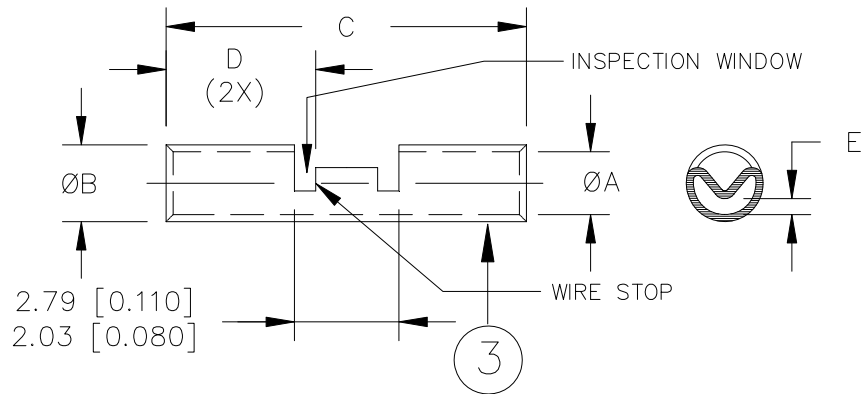 C
D
(2X)
INSPECTION WINDOW
E
ØB
ØA
2.79 [0.110]
2.03 [0.080]
WIRE STOP
3